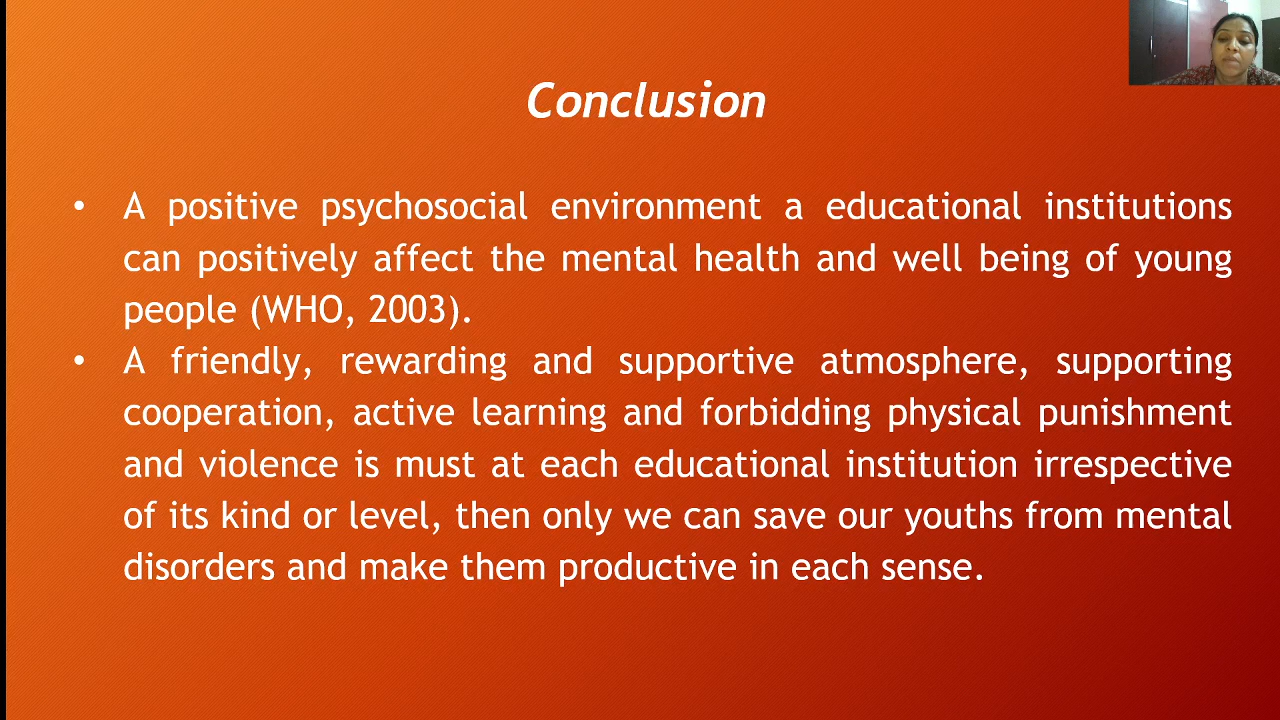 Conclusion
• A positive psychosocial environment a educational institutions
can positively affect the mental health and well being of young
people (WHO, 2003).
• A friendly, rewarding and supportive atmosphere, supporting
cooperation, active learning and forbidding physical punishment
and violence is must at each educational institution irrespective
of its kind or level, then only we can save our youths from mental
disorders and make them productive in each sense.